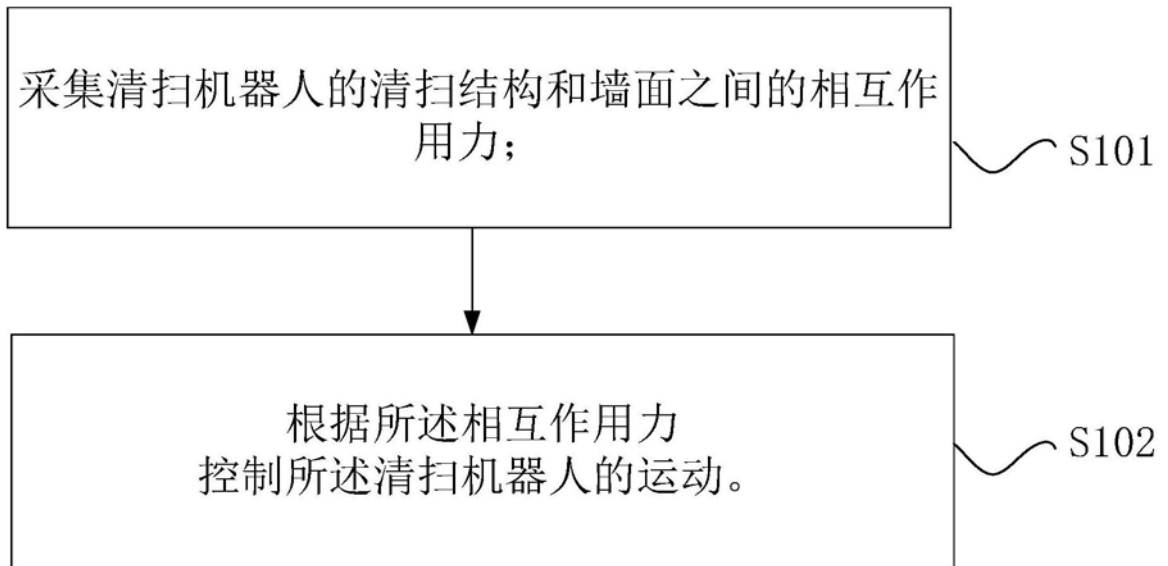 采集清扫机器人的清扫结构和墙面之间的相互作
用力；
S101
根据所述相互作用力
控制所述清扫机器人的运动。
S102